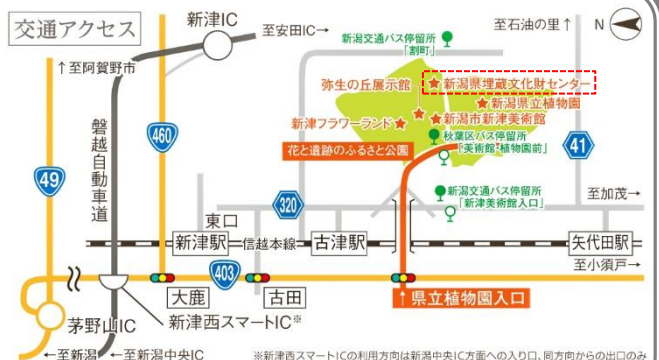 交通アクセス
新津IC
至安田IC→
新潟交通バス停留所
「割町」
至石油の里↑
N
↑至阿賀野市
弥生の丘展示館
新潟県埋蔵文化財センター
新潟県立植物園
新潟市新津美術館
新津フラワーランド
秋葉区バス停留所
「美術館・植物園前」
花と遺跡のふるさと公園
460
49
磐越自動車道
41
320
新潟交通バス停留所
「新津美術館入口」
至加茂→
東口
新津駅
信越本線
古津駅
矢代田駅
403
至小須戸→
大鹿
古田
↑県立植物園入口
新津西スマートIC※
茅野山IC
←至新潟
←至新潟中央IC
※新津西スマートICの利用方向は新潟中央IC方面への入り口、同方向からの出口のみ